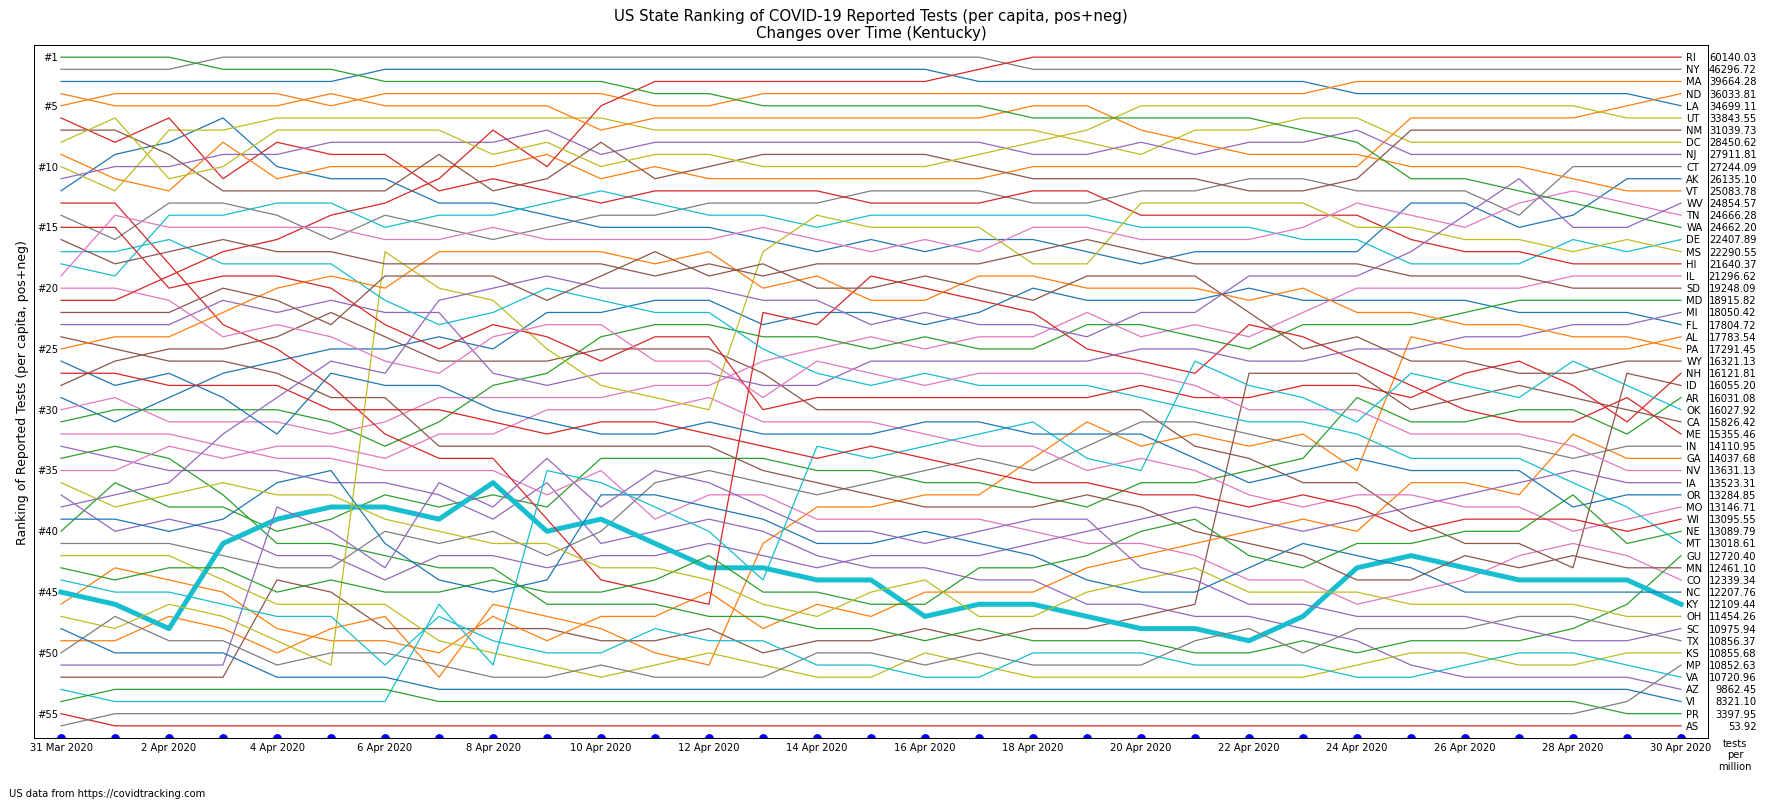 US State Ranking of COVID-19 Reported Tests (per capita, pos+neg)
Changes over Time (Kentucky)
Ranking of Reported Tests (per capita, pos+neg)
#1
#5
#10
#15
#20
#25
#30
#35
#40
#45
#50
#55
RI 60140.03
NY 46296.72
MA 39664.28
ND 36033.81
LA 34699.11
UT 33843.55
NM 31039.73
DC 28450.62
NJ 27911.81
CT 27244.09
AK 26135.10
VT 25083.78
WV 24854.57
TN 24666.28
WA 24662.20
DE 22407.89
MS 22290.55
HI 21640.37
IL 21296.62
SD 19248.09
MD 18915.82
MI 18050.42
FL 17804.72
AL 17783.54
PA 17291.45
WY 16321.13
NH 16121.81
ID 16055.20
AR 16031.08
OK 16027.92
CA 15826.42
ME 15355.46
IN 14110.95
GA 14037.68
NV 13631.13
IA 13523.31
OR 13284.85
MO 13146.71
WI 13095.55
NE 13089.79
MT 13018.61
GU 12720.40
MN 12461.10
CO 12339.34
NC 12207.76
KY 12109.44
OH 11454.26
SC 10975.94
TX 10856.37
KS 10855.68
MP 10852.63
VA 10720.96
AZ 9862.45
VI 8321.10
PR 3397.95
AS 53.92
31 Mar 2020 2 Apr 2020 4 Apr 2020 6 Apr 2020 8 Apr 2020 10 Apr 2020 12 Apr 2020 14 Apr 2020 16 Apr 2020 18 Apr 2020 20 Apr 2020 22 Apr 2020 24 Apr 2020 26 Apr 2020 28 Apr 2020 30 Apr 2020
tests
per
million
US data from https://covidtracking.com